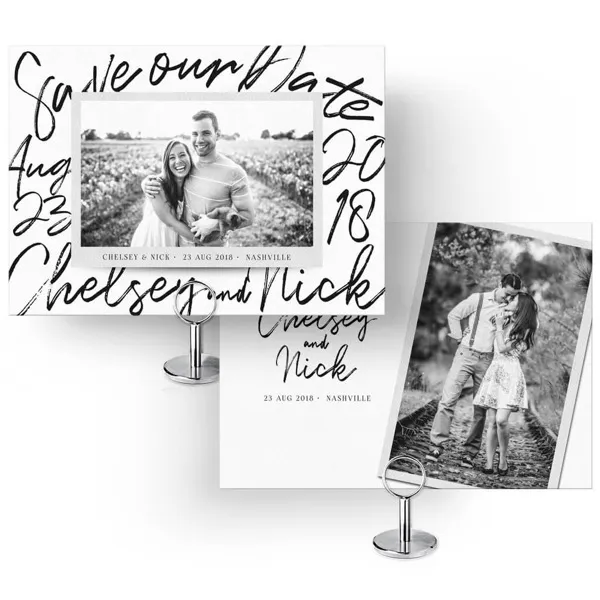 Save our Date
Aug 20
23 18
CHELSEY & NICK · 23 AUG 2018 · NASHVILLE
Chelsey and Nick
Chelsey
and
Nick
23 AUG 2018 · NASHVILLE